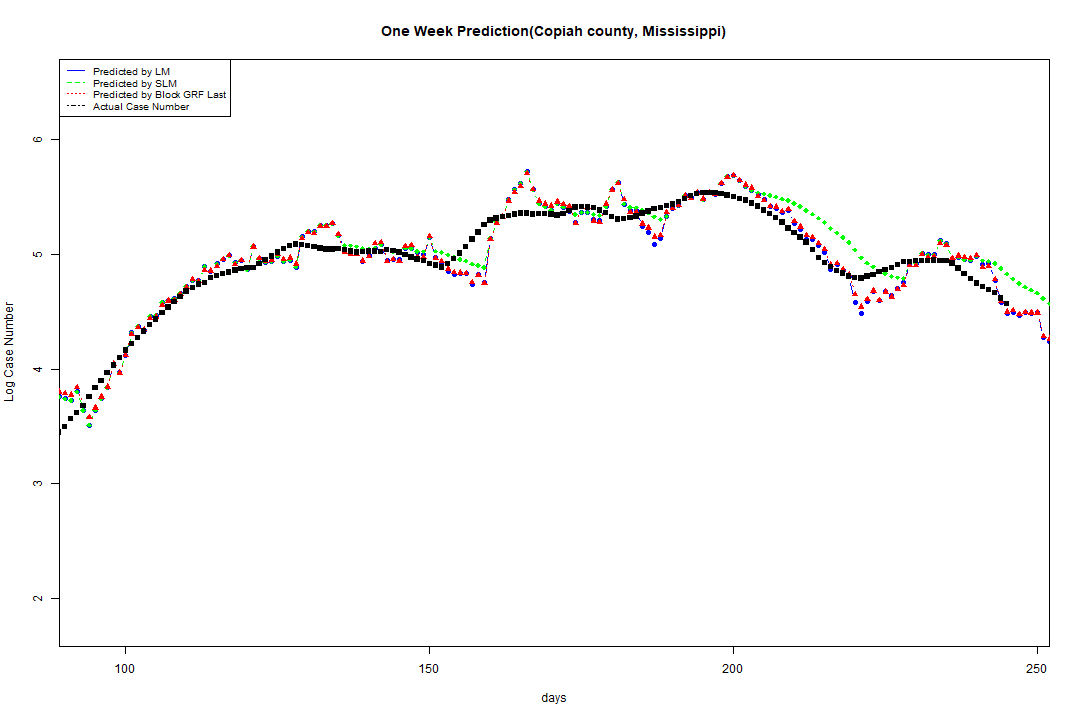 One Week Prediction(Copiah county, Mississippi)
Predicted by LM
Predicted by SLM
Predicted by Block GRF Last
Actual Case Number
6
5
4
3
2
Log Case Number
100 150 200 250
days